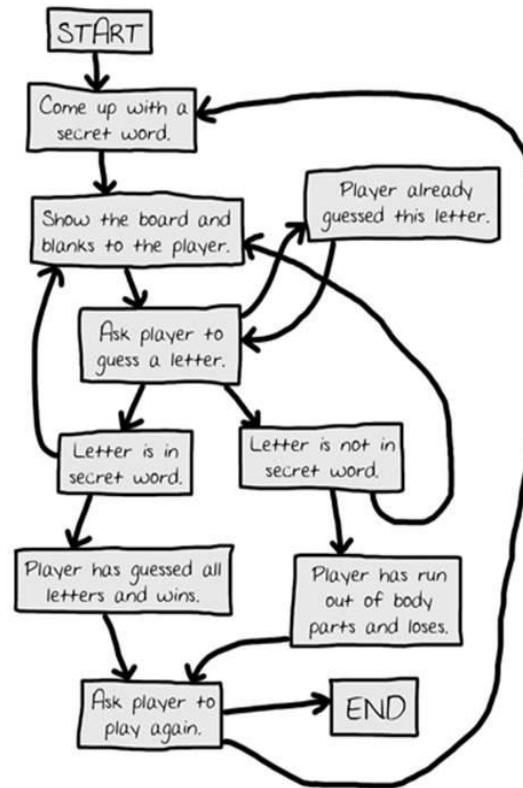 START
Come up with a
secret word.
Show the board and
blanks to the player.
Player already
guessed this letter.
Ask player to
guess a letter.
Letter is in
secret word.
Letter is not in
secret word.
Player has guessed all
letters and wins.
Player has run
out of body
parts and loses.
Ask player to
play again.
END